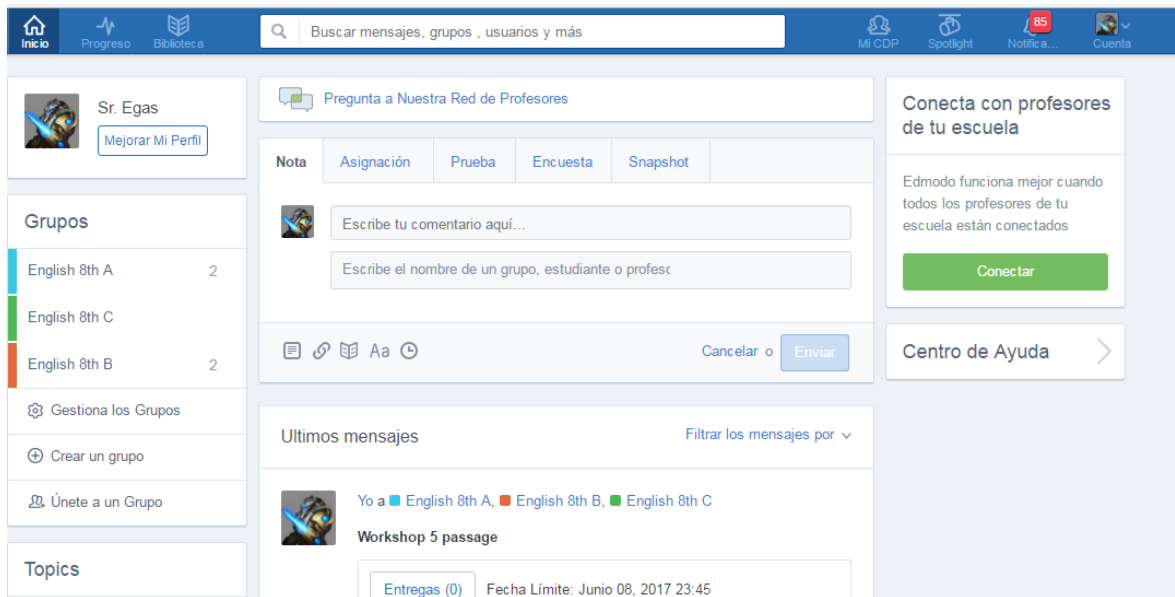 Inicio
Progreso
Biblioteca
Buscar mensajes, grupos , usuarios y más
Mi CDP
Spotlight
85
Notifica...
Cuenta
Sr. Egas
Mejorar Mi Perfil
Grupos
English 8th A 2
English 8th C
English 8th B 2
Gestiona los Grupos
Crear un grupo
Únete a un Grupo
Topics
Pregunta a Nuestra Red de Profesores
Nota Asignación Prueba Encuesta Snapshot
Escribe tu comentario aquí...
Escribe el nombre de un grupo, estudiante o profesc
Aa
Cancelar o Enviar
Ultimos mensajes Filtrar los mensajes por
Yo a English 8th A, English 8th B, English 8th C
Workshop 5 passage
Entregas (0) Fecha Límite: Junio 08, 2017 23:45
Conecta con profesores
de tu escuela
Edmodo funciona mejor cuando
todos los profesores de tu
escuela están conectados
Conectar
Centro de Ayuda